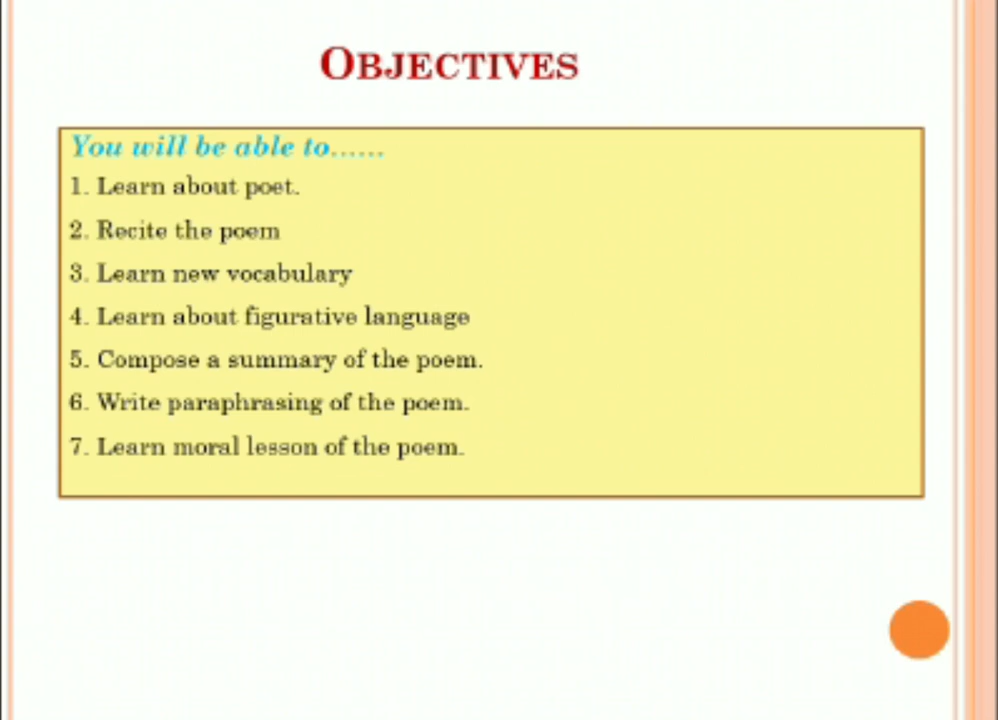 OBJECTIVES
You will be able to......
1. Learn about poet.
2. Recite the poem
3. Learn new vocabulary
4. Learn about figurative language
5. Compose a summary of the poem.
6. Write paraphrasing of the poem.
7. Learn moral lesson of the poem.